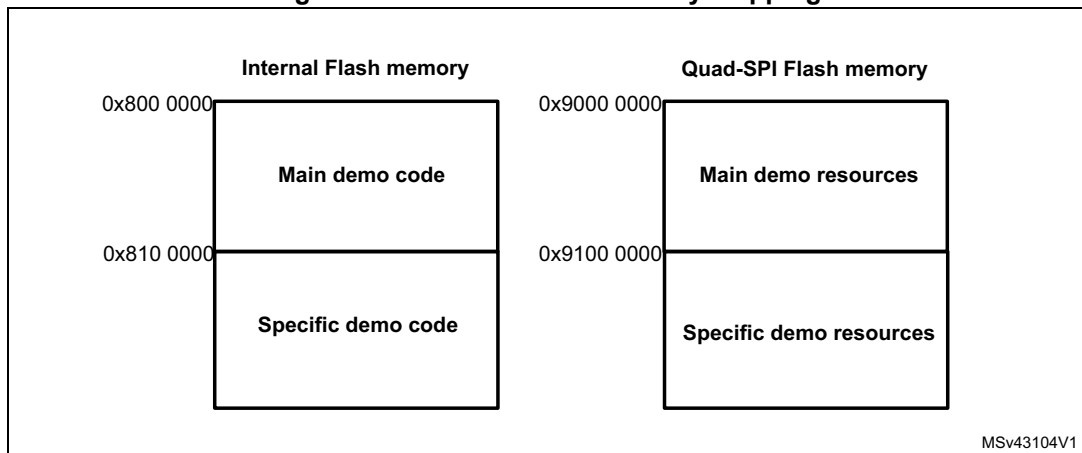 Internal Flash memory
Quad-SPI Flash memory
0x800 0000
0x9000 0000
Main demo code
Main demo resources
0x810 0000
0x9100 0000
Specific demo code
Specific demo resources
MSv43104V1